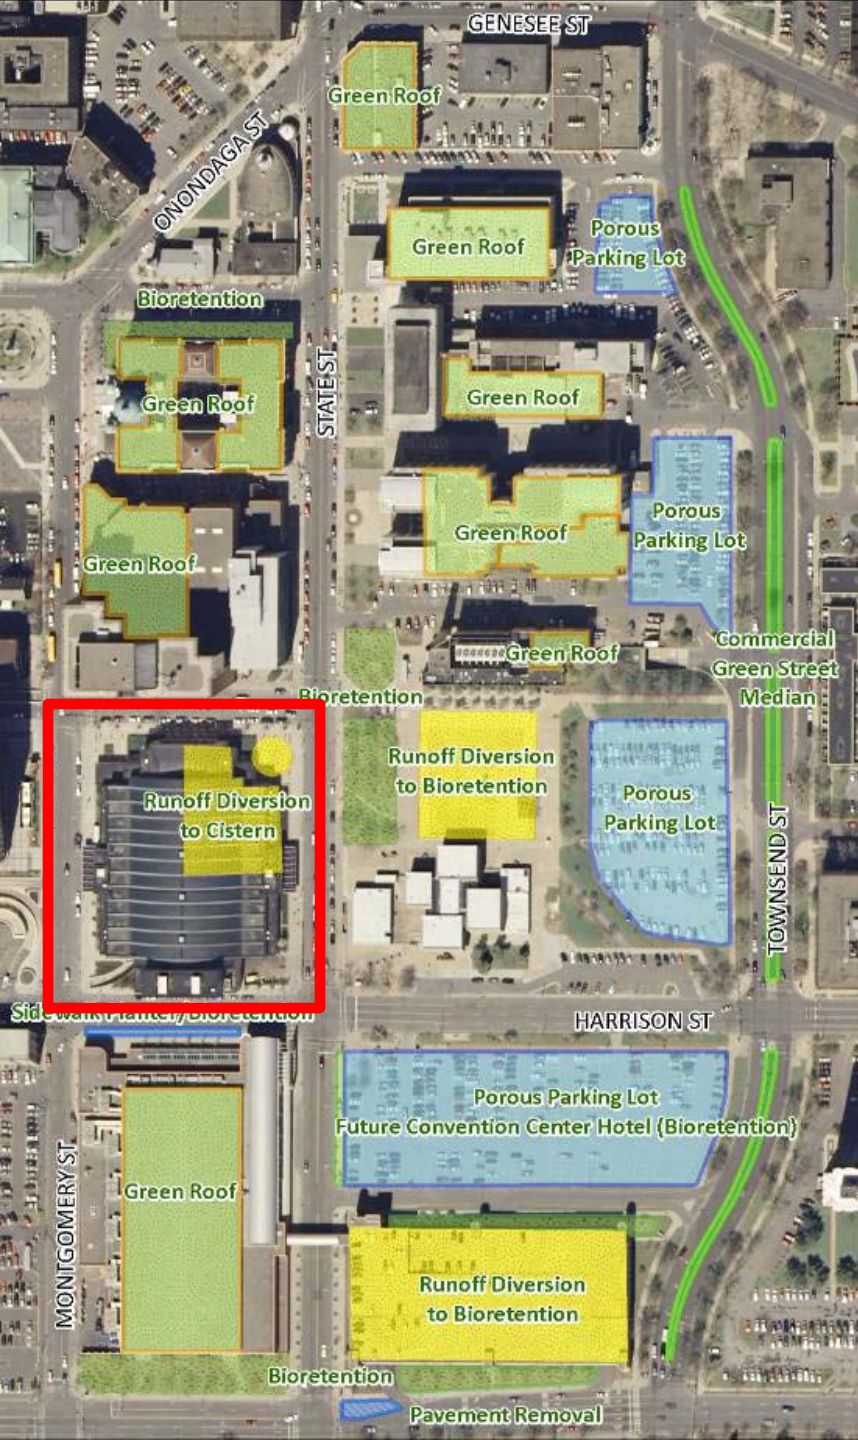 GENESEE ST
Green Roof
ONONDAGA ST
Green Roof
Porous
Parking Lot
Bioretention
STATE ST
Green Roof
Green Roof
Green Roof
Porous
Parking Lot
Green Roof
Green Roof
Commercial
Green Street
Median
Bioretention
Runoff Diversion
to Bioretention
Runoff Diversion
to Cistern
Porous
Parking Lot
TOWNSEND ST
Sidewalk Planter/Bioretention
HARRISON ST
Porous Parking Lot
Future Convention Center Hotel (Bioretention)
MONTGOMERY ST
Green Roof
Runoff Diversion
to Bioretention
Bioretention
Pavement Removal